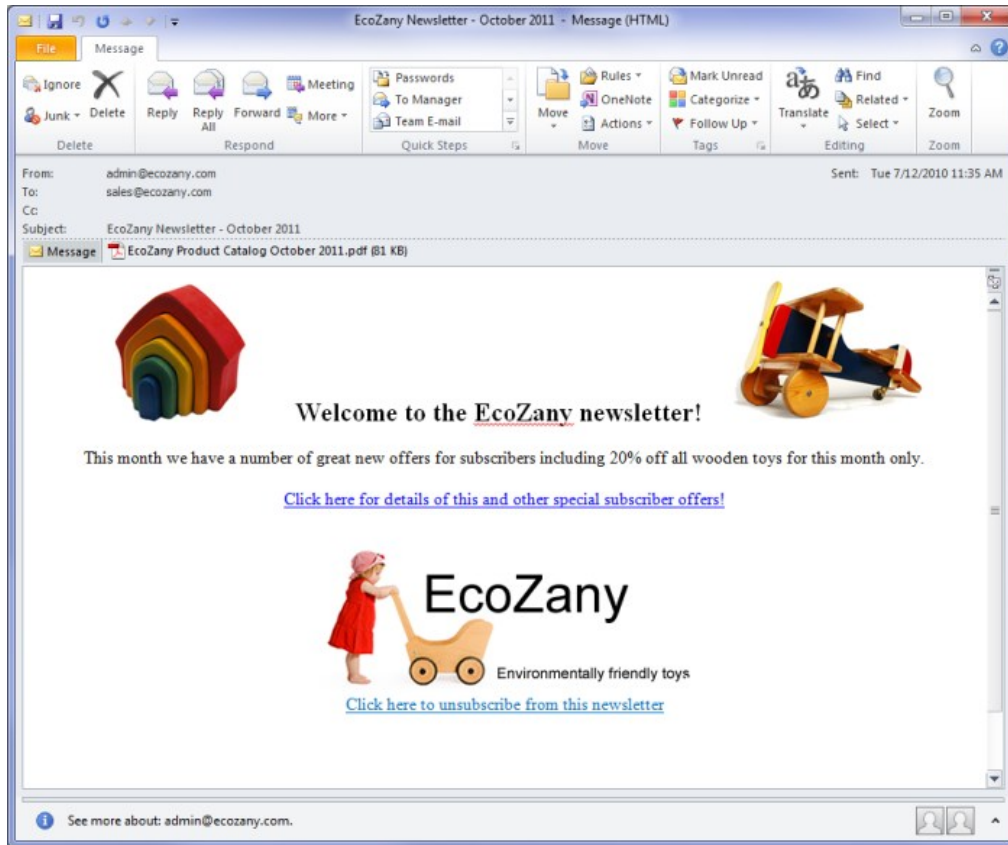 EcoZany Newsletter - October 2011 - Message (HTML)
File Message
Ignore
Junk
Delete
Delete
Reply
Reply All
Forward
Meeting
More
Respond
Passwords
To Manager
Team E-mail
Quick Steps
Move
Rules
OneNote
Actions
Move
Mark Unread
Categorize
Follow Up
Tags
Translate
Find
Related
Select
Editing
Zoom
Zoom
From: admin@ecozany.com
Sent: Tue 7/12/2010 11:35 AM
To: sales@ecozany.com
Cc:
Subject: EcoZany Newsletter - October 2011
Message EcoZany Product Catalog October 2011.pdf (81 KB)
Welcome to the EcoZany newsletter!
This month we have a number of great new offers for subscribers including 20% off all wooden toys for this month only.
Click here for details of this and other special subscriber offers!
EcoZany
Environmentally friendly toys
Click here to unsubscribe from this newsletter
See more about: admin@ecozany.com.